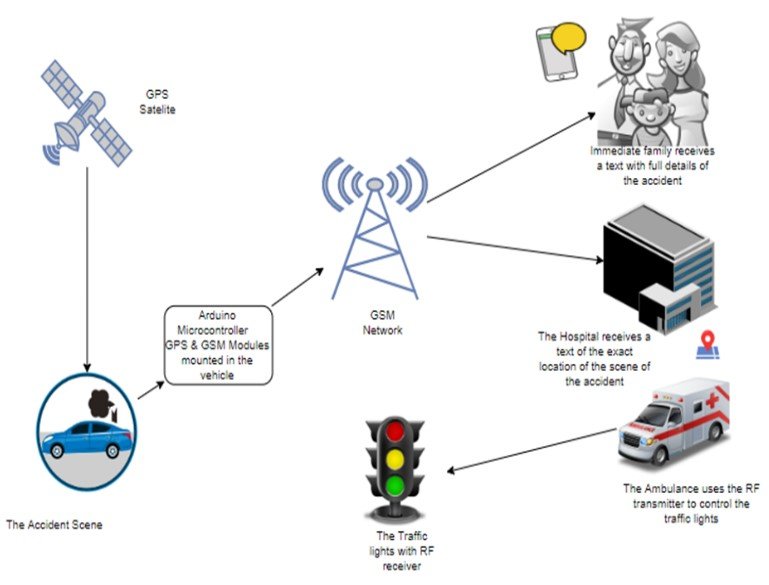 GPS
Satelite
Immediate family receives
a text with full details of
the accident
Arduino
Microcontroller
GPS & GSM Modules
mounted in the
vehicle
GSM
Network
The Hospital receives a
text of the exact
location of the scene of
the accident
AMBULANCE
The Ambulance uses the RF
transmitter to control the
traffic lights
The Accident Scene
The Traffic
lights with RF
receiver